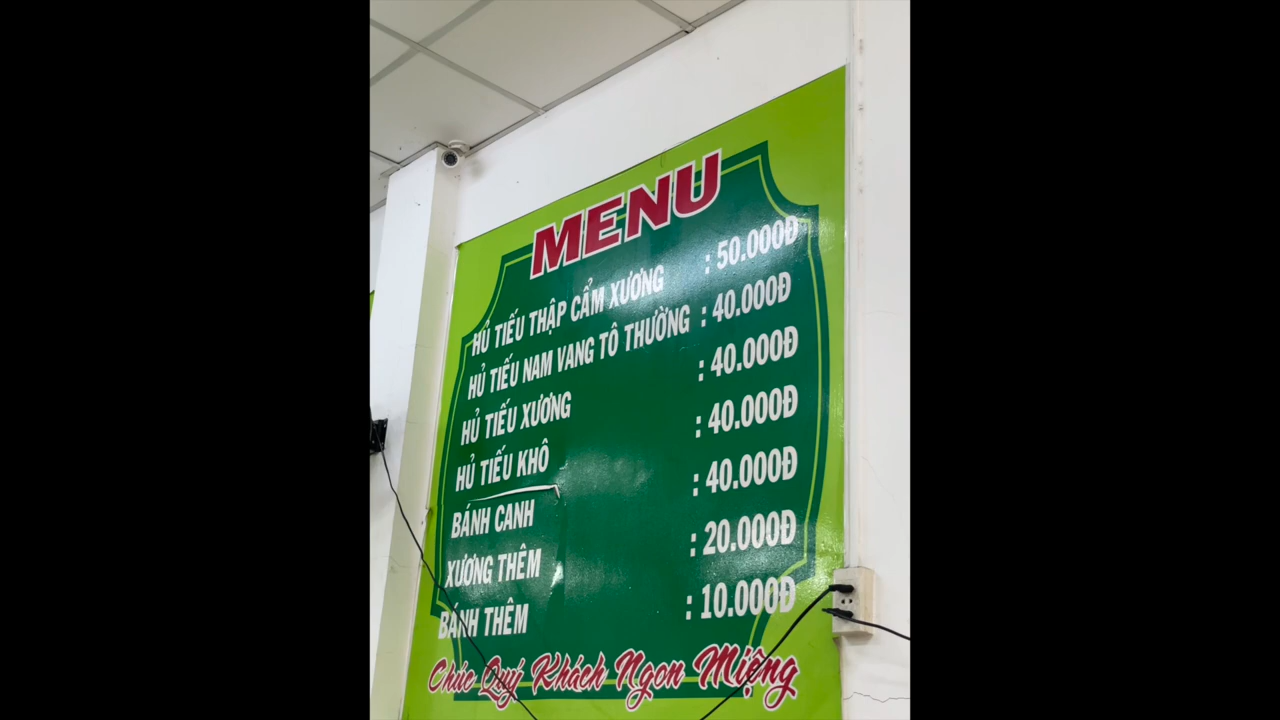 MENU
HỦ TIẾU THẬP CẨM XƯƠNG : 50.000Đ
HỦ TIẾU NAM VANG TÔ THƯỜNG : 40.000Đ
HỦ TIẾU XƯƠNG : 40.000Đ
HỦ TIẾU KHÔ : 40.000Đ
BÁNH CANH : 40.000Đ
XƯƠNG THÊM : 20.000Đ
BÁNH THÊM : 10.000Đ
Chúc Quý Khách Ngon Miệng